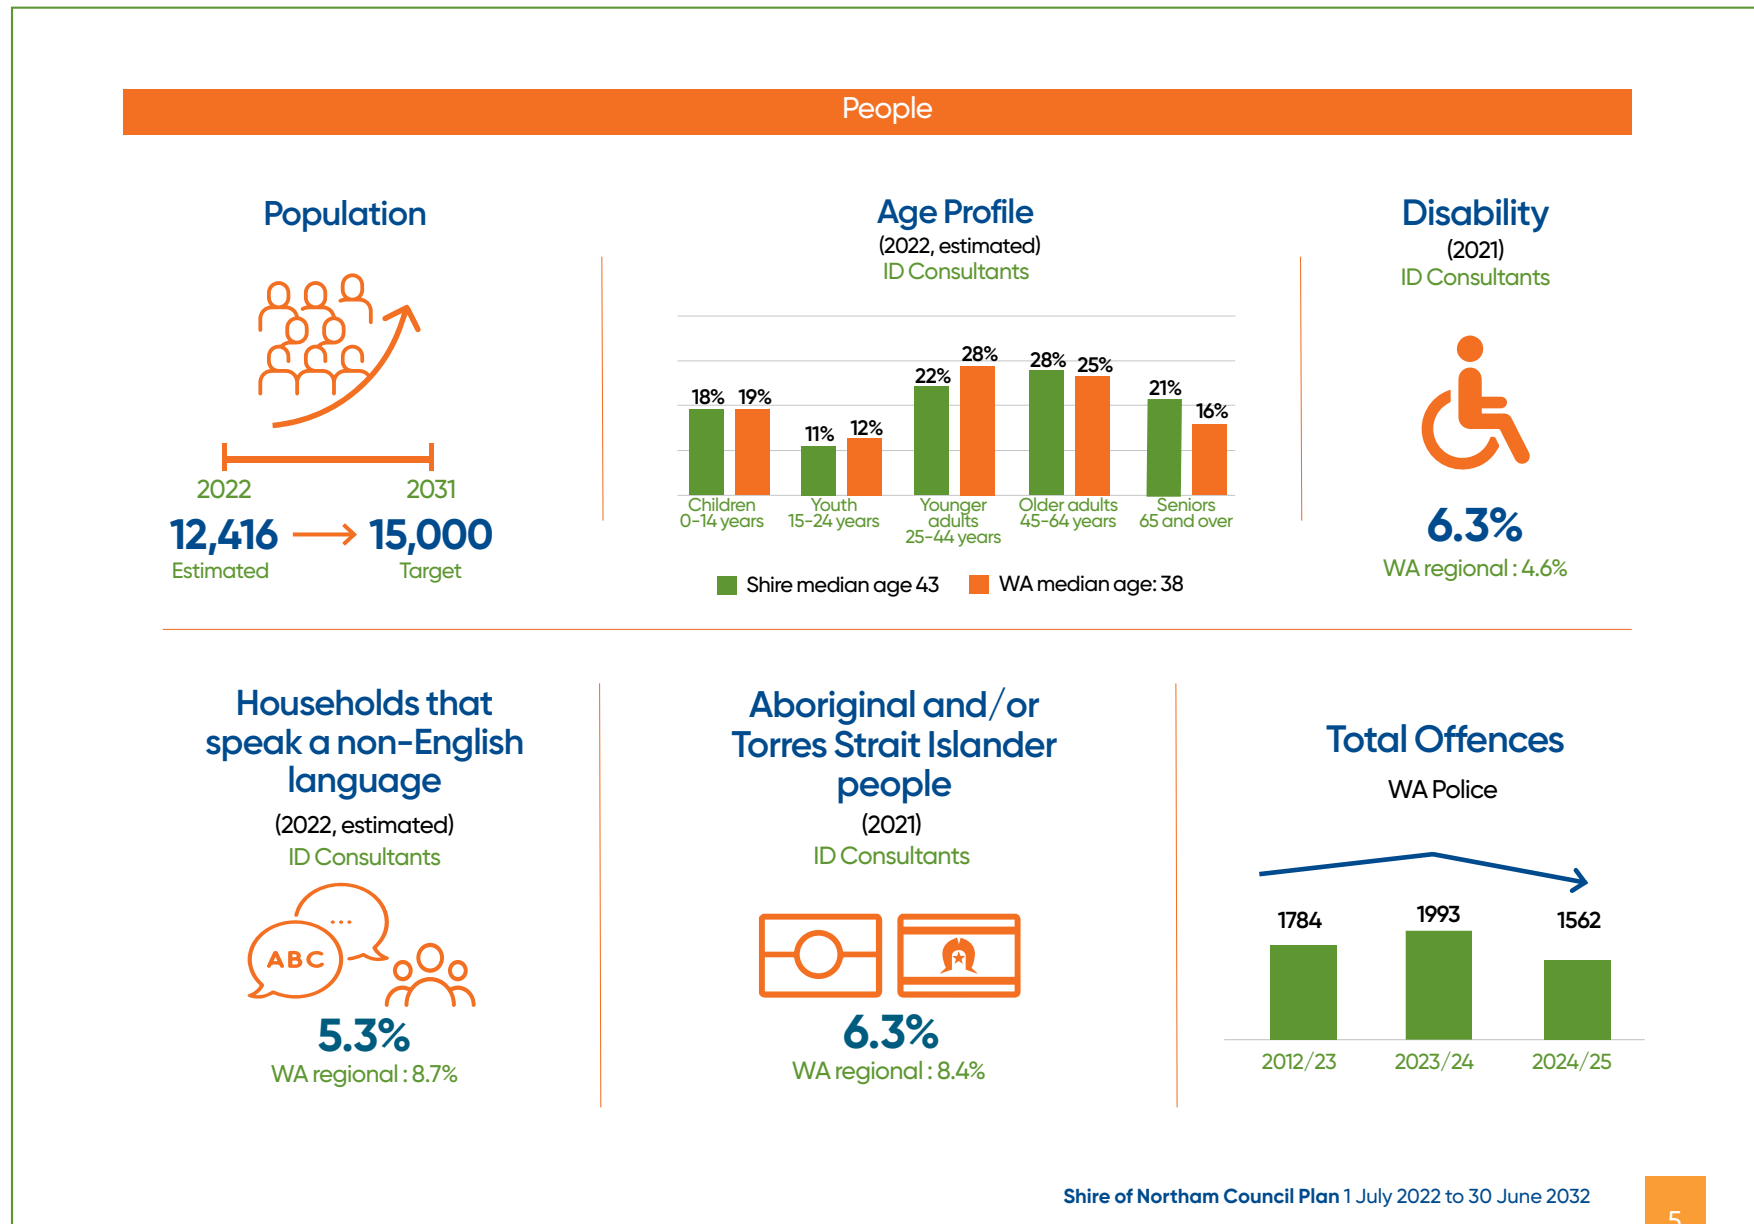 People
Population
2022
2031
12,416
15,000
Estimated
Target
Age Profile
(2022, estimated)
ID Consultants
18%
19%
11%
12%
22%
28%
28%
25%
21%
16%
Children
0-14 years
Youth
15-24 years
Younger
adults
25-44 years
Older adults
45-64 years
Seniors
65 and over
Shire median age 43
WA median age: 38
Disability
(2021)
ID Consultants
6.3%
WA regional : 4.6%
Households that
speak a non-English
language
(2022, estimated)
ID Consultants
...
ABC
5.3%
WA regional : 8.7%
Aboriginal and/or
Torres Strait Islander
people
(2021)
ID Consultants
6.3%
WA regional : 8.4%
Total Offences
WA Police
1784
1993
1562
2012/23
2023/24
2024/25
Shire of Northam Council Plan 1 July 2022 to 30 June 2032
5